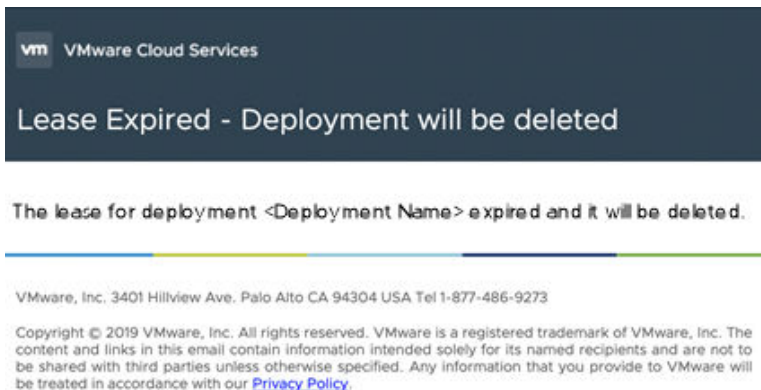 vm VMware Cloud Services
Lease Expired - Deployment will be deleted
The lease for deployment <Deployment Name> expired and it will be deleted.
VMware, Inc. 3401 Hillview Ave. Palo Alto CA 94304 USA Tel 1-877-486-9273
Copyright © 2019 VMware, Inc. All rights reserved. VMware is a registered trademark of VMware, Inc. The
content and links in this email contain information intended solely for its named recipients and are not to
be shared with third parties unless otherwise specified. Any information that you provide to VMware will
be treated in accordance with our Privacy Policy.